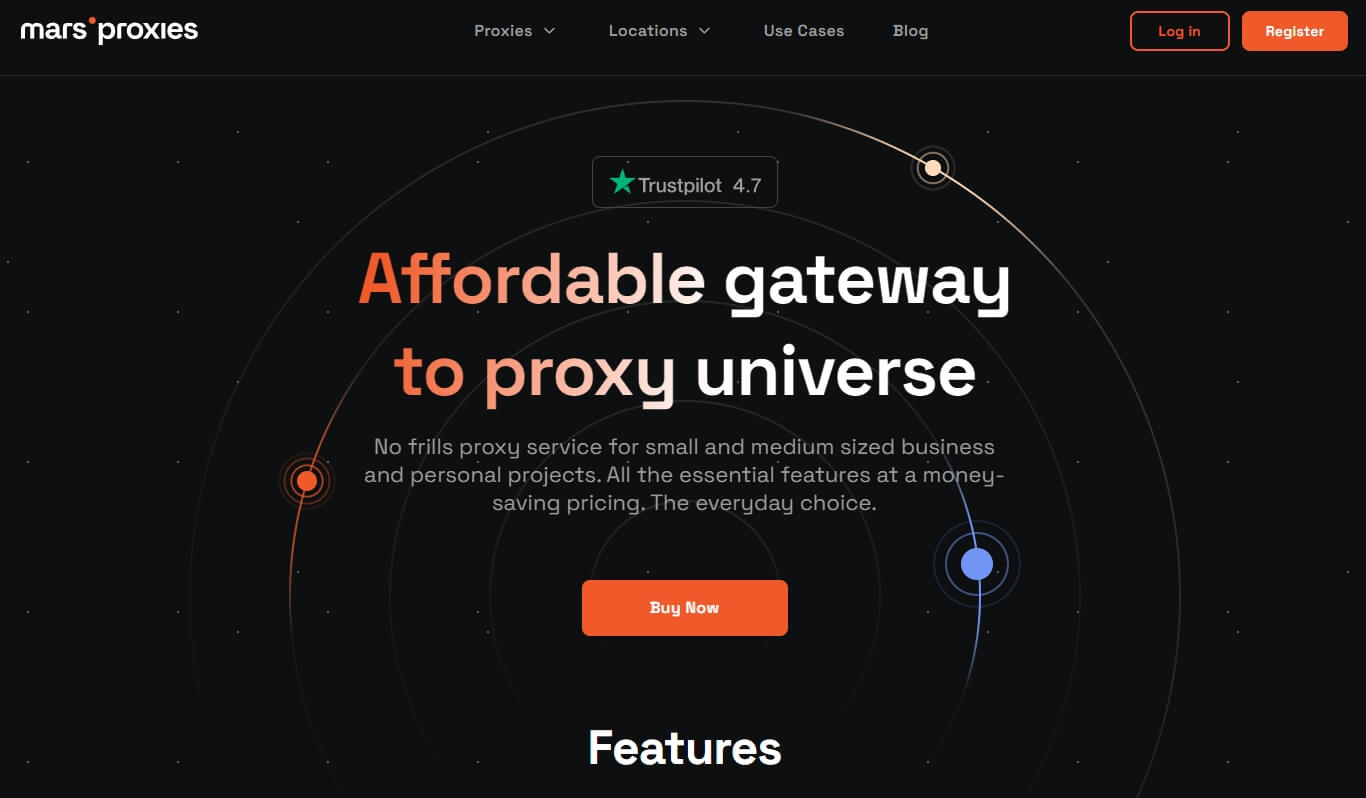 mars proxies
Proxies
Locations
Use Cases
Blog
Log in
Register
Trustpilot 4.7
Affordable gateway
to proxy universe
No frills proxy service for small and medium sized business
and personal projects. All the essential features at a money-
saving pricing. The everyday choice.
Buy Now
Features